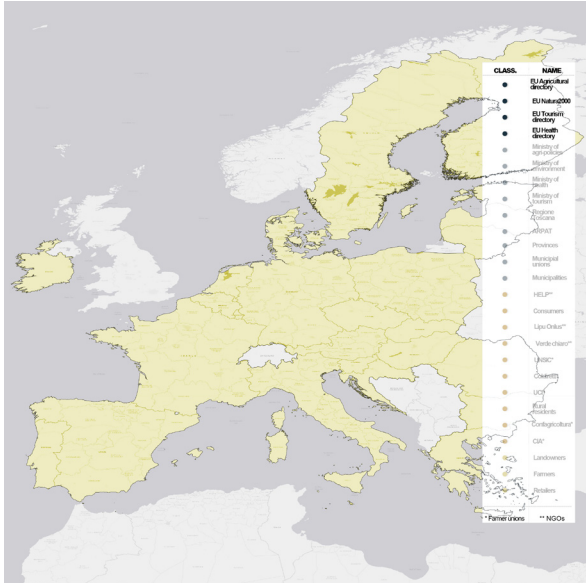 CLASS. NAME
EU Agricultural
directory
EU Natura2000
EU Tourism
directory
EU Health
directory
Ministry of
agri-policies
Ministry of
environment
Ministry of
health
Ministry of
tourism
Regione
Toscana
ARPAT
Provinces
Municipial
unions
Municipalities
HELP**
Consumers
Lipu Onlus**
Verde chiaro**
UNSIC*
Coldiretti*
UCI*
Rural
residents
Confagricoltura*
CIA*
Landowners
Farmers
Retailers
* Farmer unions ** NGOs